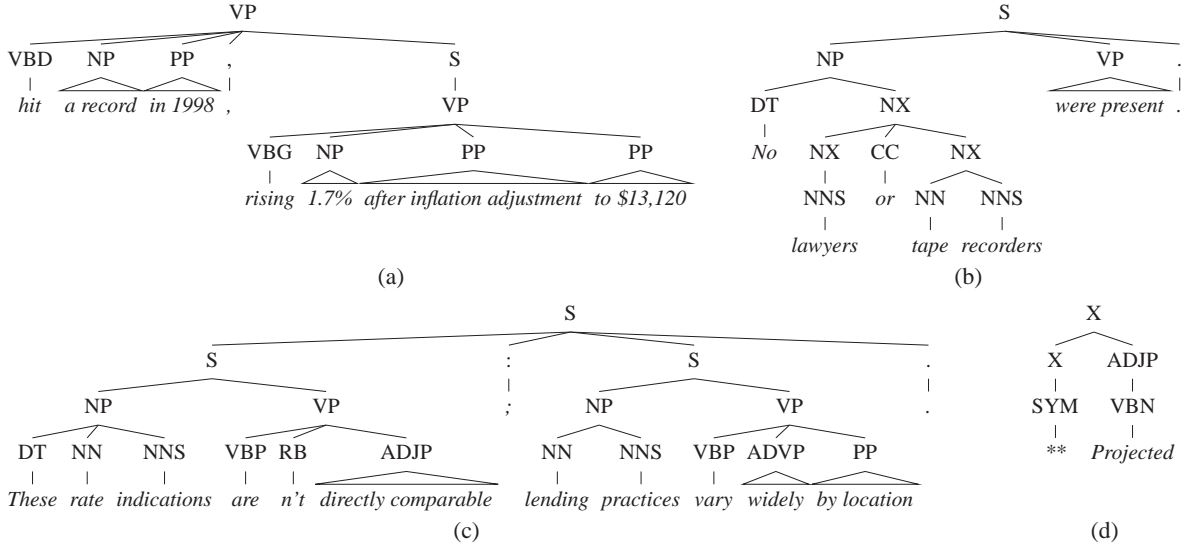 VP
VBD NP PP , S
hit a record in 1998 , VP
VBG NP PP PP
rising 1.7% after inflation adjustment to $13,120
(a)
S
NP VP .
DT NX were present .
No NX CC NX
NNS or NN NNS
lawyers tape recorders
(b)
S
S : S .
NP VP ; NP VP .
DT NN NNS VBP RB ADJP NN NNS VBP ADVP PP
These rate indications are n't directly comparable lending practices vary widely by location
(c)
X
X ADJP
SYM VBN
** Projected
(d)